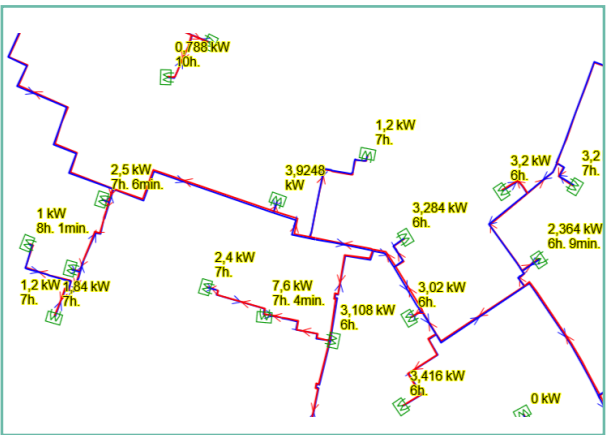 0,788 kW
10h.
1,2 kW
7h.
2,5 kW
7h. 6min.
3,9248
kW
3,2 kW
6h.
3,2
7h.
1 kW
8h. 1min.
3,284 kW
6h.
2,364 kW
6h. 9min.
2,4 kW
7h.
1,2 kW
7h.
1,84 kW
7h.
7,6 kW
7h. 4min.
3,02 kW
6h.
3,108 kW
6h.
3,416 kW
6h.
0 kW